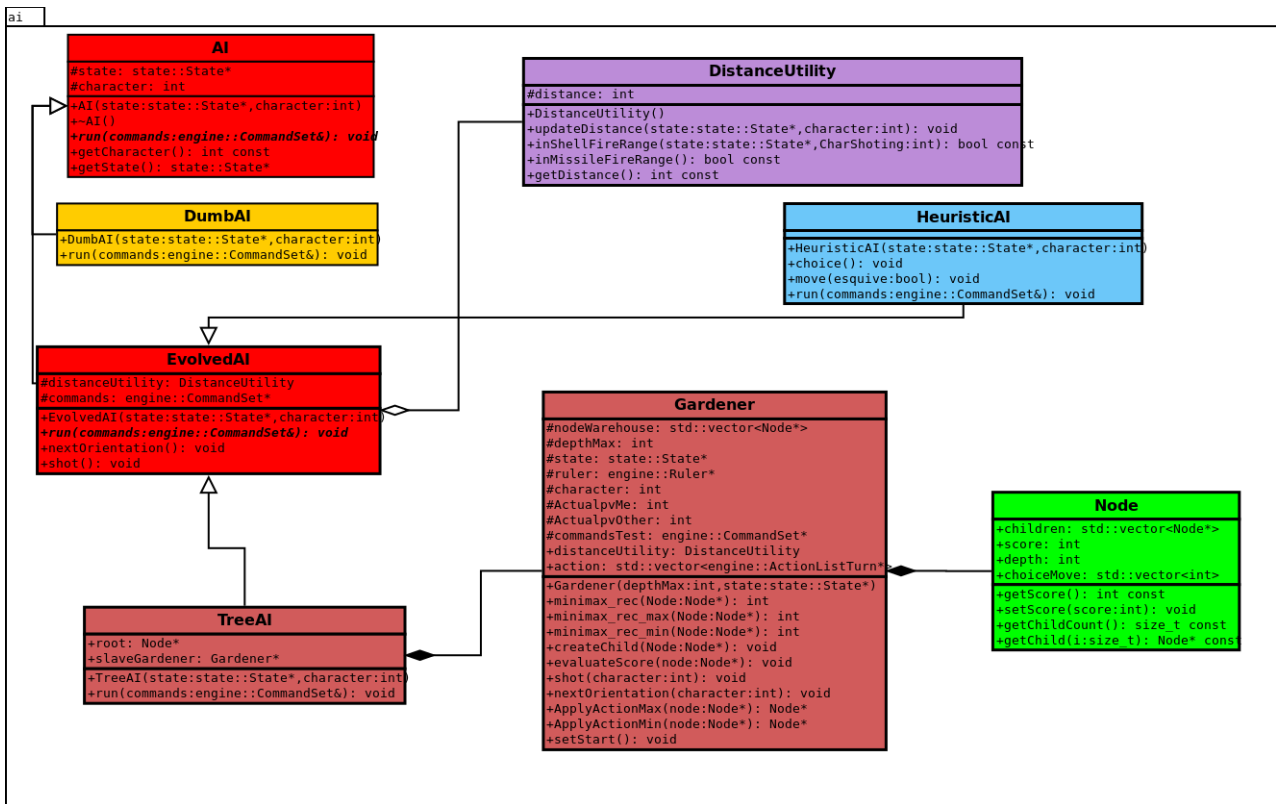 ai
AI
#state: state::State*
#character: int
+AI(state:state::State*,character:int)
+~AI()
+run(commands:engine::CommandSet&): void
+getCharacter(): int const
+getState(): state::State*
DistanceUtility
#distance: int
+DistanceUtility()
+updateDistance(state:state::State*,character:int): void
+inShellFireRange(state:state::State*,CharShoting:int): bool const
+inMissileFireRange(): bool const
+getDistance(): int const
DumbAI
+DumbAI(state:state::State*,character:int)
+run(commands:engine::CommandSet&): void
HeuristicAI
+HeuristicAI(state:state::State*,character:int)
+choice(): void
+move(esquive:bool): void
+run(commands:engine::CommandSet&): void
EvolvedAI
#distanceUtility: DistanceUtility
#commands: engine::CommandSet*
+EvolvedAI(state:state::State*,character:int)
+run(commands:engine::CommandSet&): void
+nextOrientation(): void
+shot(): void
Gardener
#nodeWarehouse: std::vector<Node*>
#depthMax: int
#state: state::State*
#ruler: engine::Ruler*
#character: int
#ActualpvMe: int
#ActualpvOther: int
#commandsTest: engine::CommandSet*
+distanceUtility: DistanceUtility
+action: std::vector<engine::ActionListTurn*>
+Gardener(depthMax:int,state:state::State*)
+minimax_rec(Node:Node*): int
+minimax_rec_max(Node:Node*): int
+minimax_rec_min(Node:Node*): int
+createChild(Node:Node*): void
+evaluateScore(node:Node*): void
+shot(character:int): void
+nextOrientation(character:int): void
+ApplyActionMax(node:Node*): Node*
+ApplyActionMin(node:Node*): Node*
+setStart(): void
Node
+children: std::vector<Node*>
+score: int
+depth: int
+choiceMove: std::vector<int>
+getScore(): int const
+setScore(score:int): void
+getChildCount(): size_t const
+getChild(i:size_t): Node* const
TreeAI
+root: Node*
+slaveGardener: Gardener*
+TreeAI(state:state::State*,character:int)
+run(commands:engine::CommandSet&): void